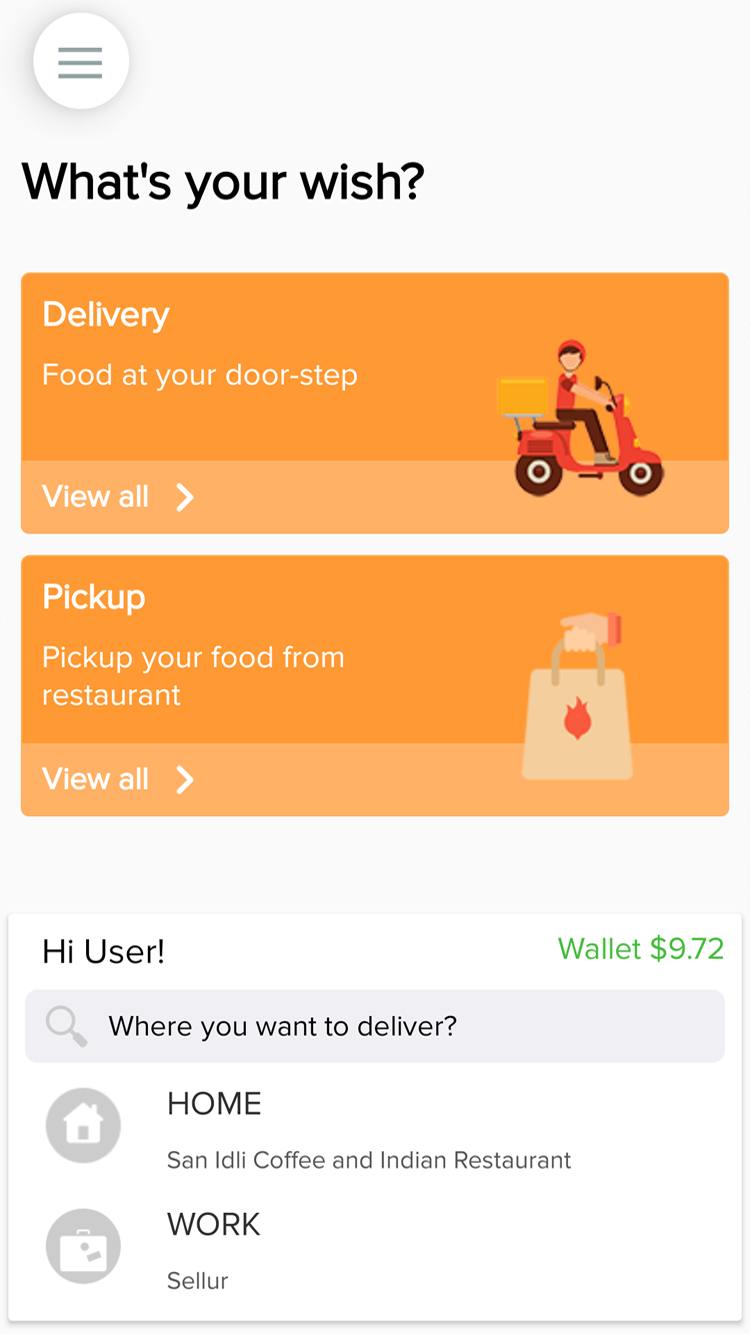 What's your wish?
Delivery
Food at your door-step
View all
Pickup
Pickup your food from
restaurant
View all
Hi User!
Wallet $9.72
Where you want to deliver?
HOME
San Idli Coffee and Indian Restaurant
WORK
Sellur